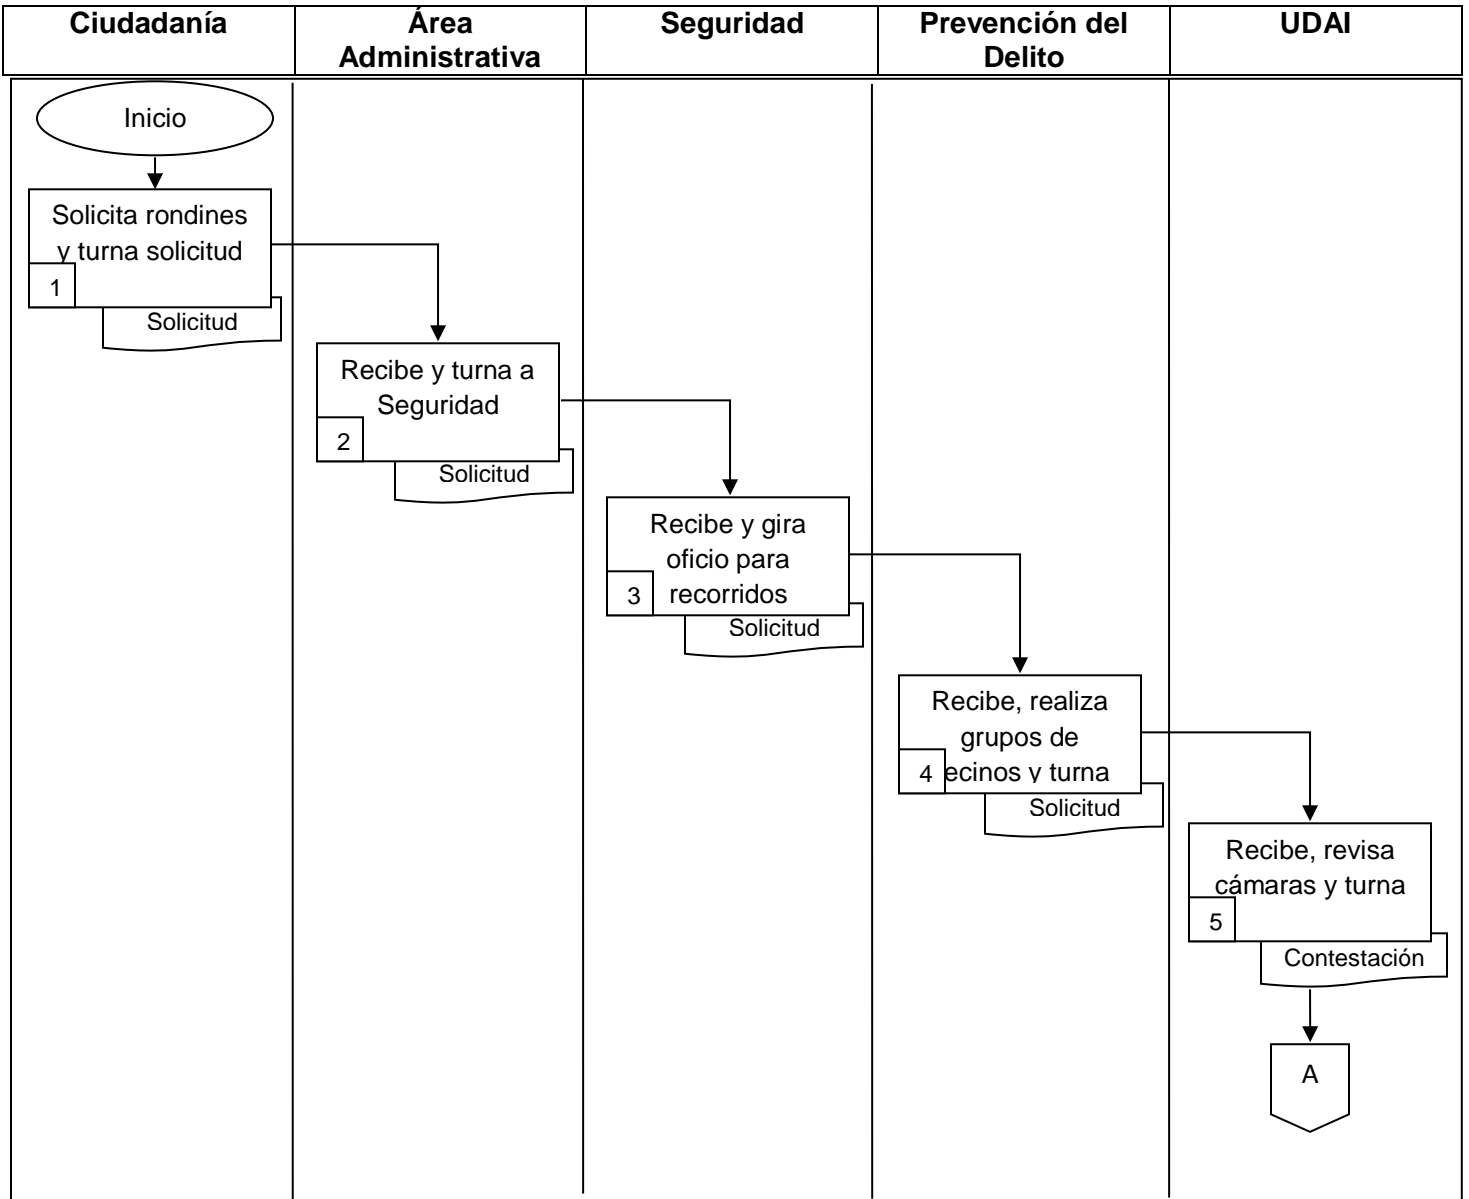 Ciudadanía
Área
Administrativa
Seguridad
Prevención del
Delito
UDAI
Inicio
Solicita rondines
y turna solicitud
1
Solicitud
Recibe y turna a
Seguridad
2
Solicitud
Recibe y gira
oficio para
recorridos
3
Solicitud
Recibe, realiza
grupos de
ecinos y turna
4
Solicitud
Recibe, revisa
cámaras y turna
5
Contestación
A